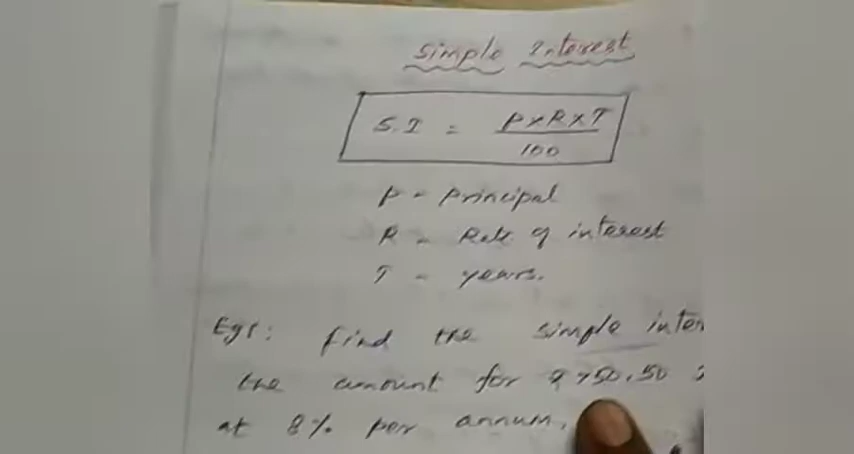 Simple Interest
S.I = P×R×T
100
P = Principal
R = Rate of interest
T = years.
Eg1: Find the simple inter
the amount for ₹ 750.50
at 8% per annum.